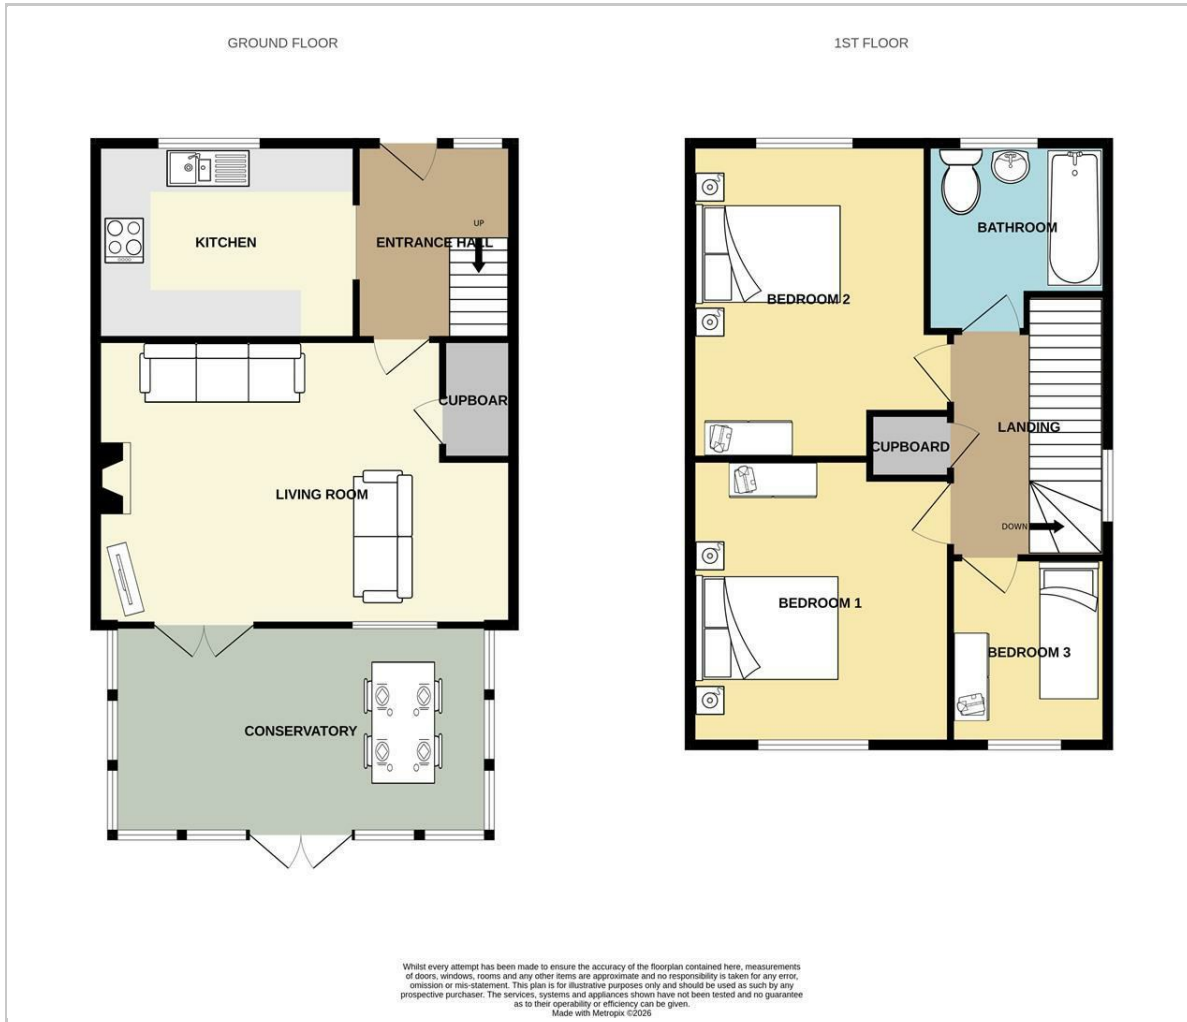 GROUND FLOOR
1ST FLOOR
KITCHEN
UP
ENTRANCE HALL
CUPBOAR
LIVING ROOM
CONSERVATORY
BATHROOM
BEDROOM 2
LANDING
CUPBOARD
DOWN
BEDROOM 1
BEDROOM 3
Whilst every attempt has been made to ensure the accuracy of the floorplan contained here, measurements
of doors, windows, rooms and any other items are approximate and no responsibility is taken for any error,
omission or mis-statement. This plan is for illustrative purposes only and should be used as such by any
prospective purchaser. The services, systems and appliances shown have not been tested and no guarantee
as to their operability or efficiency can be given.
Made with Metropix ©2026